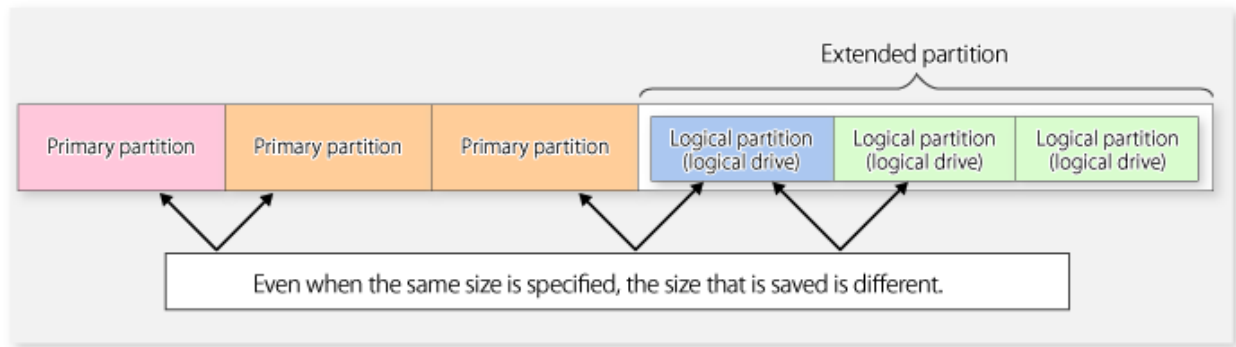 Extended partition
Primary partition
Primary partition
Primary partition
Logical partition
(logical drive)
Logical partition
(logical drive)
Logical partition
(logical drive)
Even when the same size is specified, the size that is saved is different.